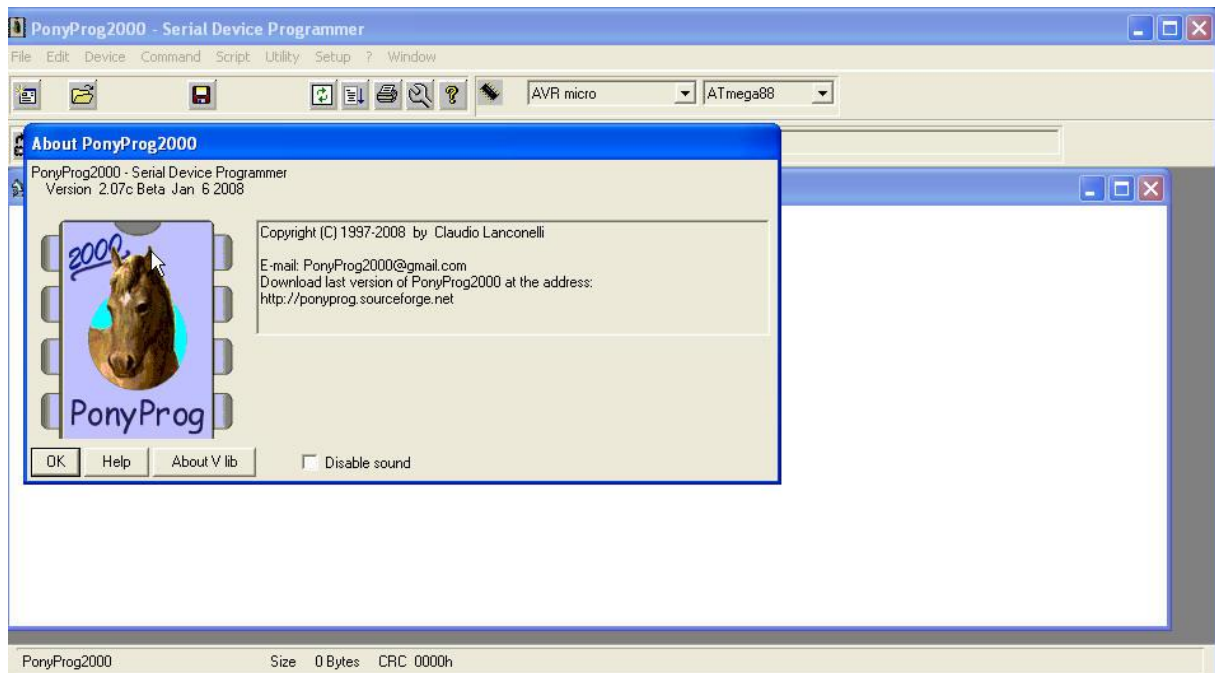 PonyProg2000 - Serial Device Programmer
File Edit Device Command Script Utility Setup ? Window
AVR micro ATmega88
About PonyProg2000
PonyProg2000 - Serial Device Programmer
Version 2.07c Beta Jan 6 2008
Copyright (C) 1997-2008 by Claudio Lanconelli
E-mail: PonyProg2000@gmail.com
Download last version of PonyProg2000 at the address:
http://ponyprog.sourceforge.net
2000
PonyProg
OK Help About V lib Disable sound
PonyProg2000 Size 0 Bytes CRC 0000h